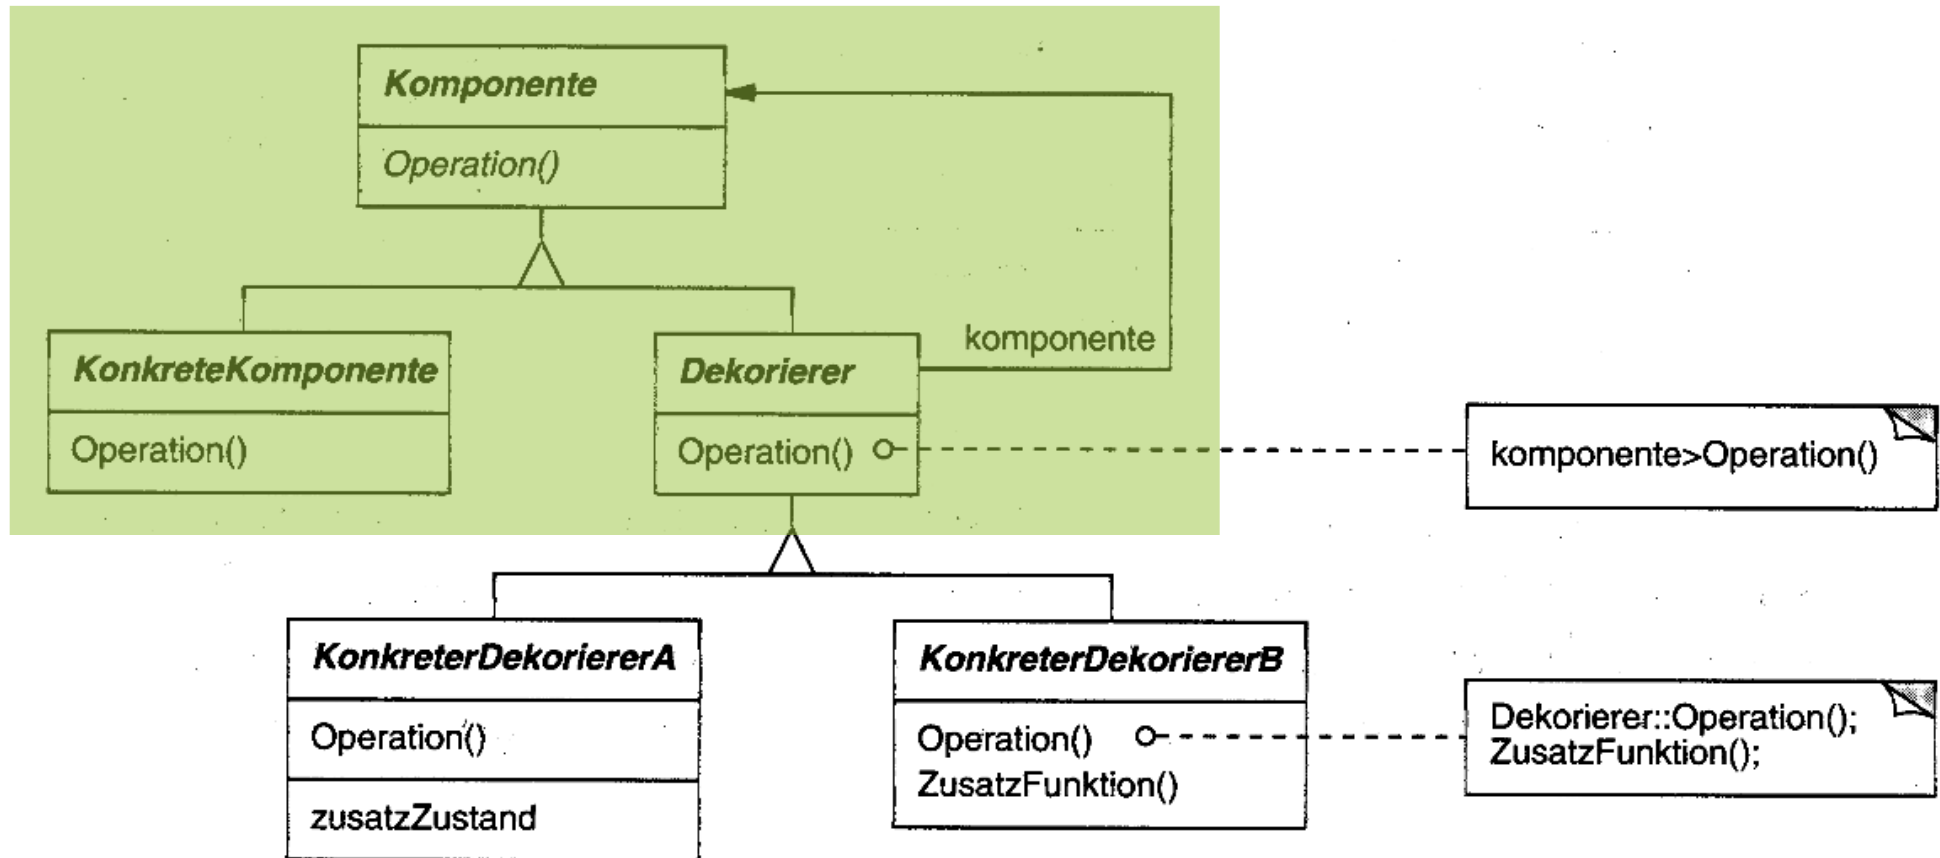 Komponente
Operation()
KonkreteKomponente
Operation()
Dekorierer
Operation()
komponente
komponente>Operation()
KonkreterDekoriererA
Operation()
zusatzZustand
KonkreterDekoriererB
Operation()
ZusatzFunktion()
Dekorierer::Operation();
ZusatzFunktion();